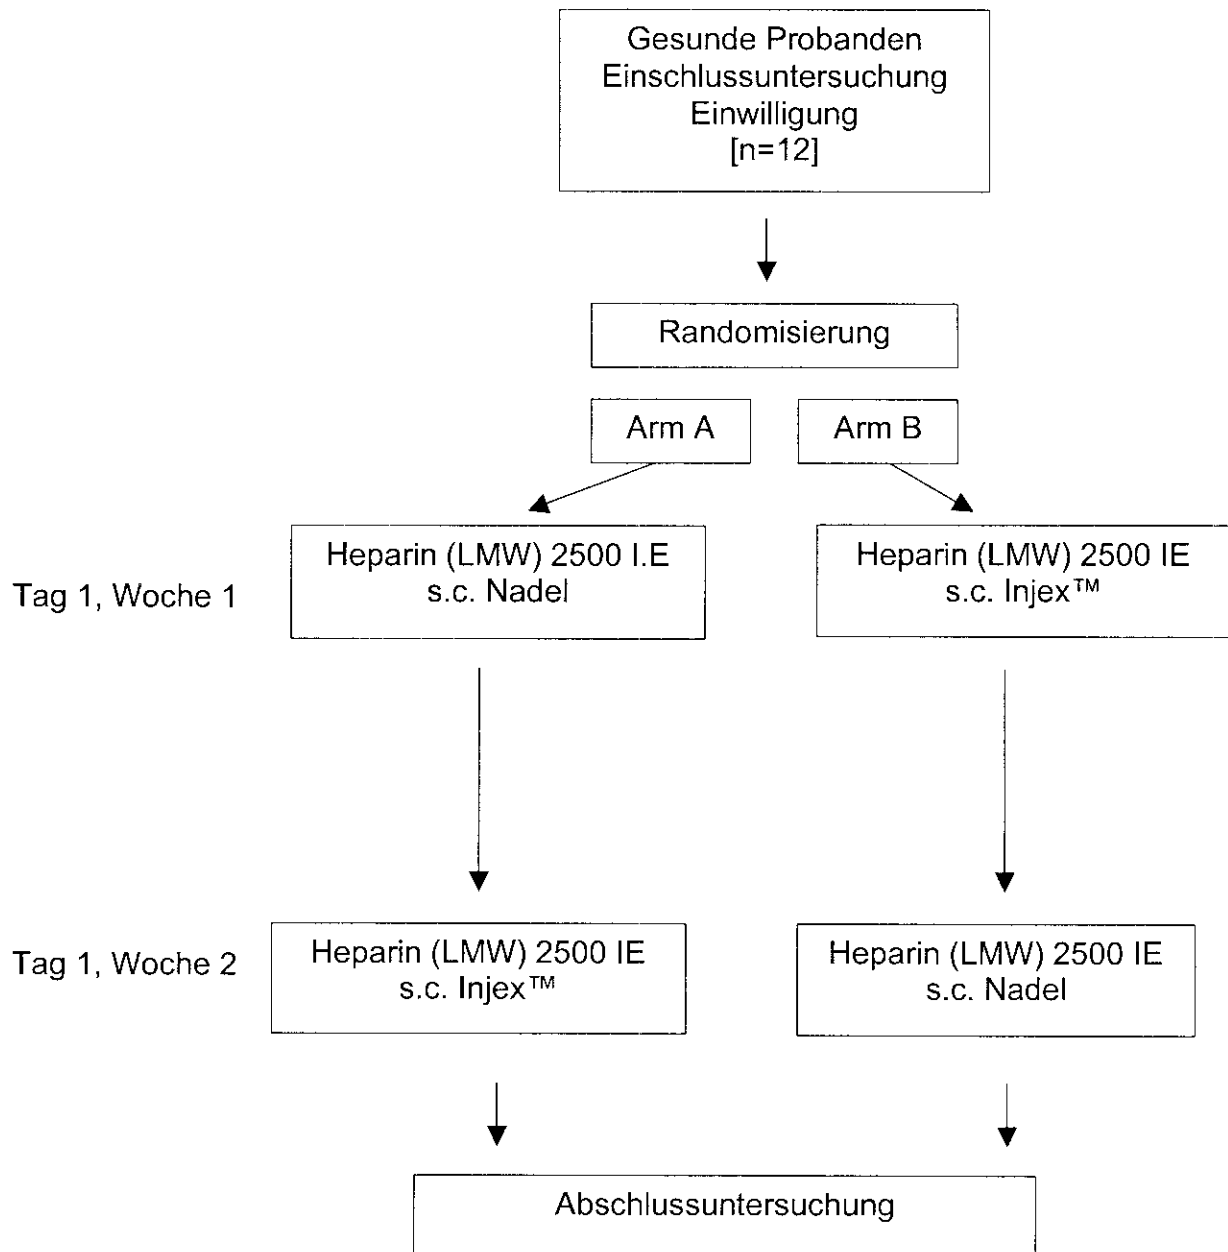 Gesunde Probanden
Einschlussuntersuchung
Einwilligung
[n=12]
Randomisierung
Arm A
Arm B
Tag 1, Woche 1
Heparin (LMW) 2500 I.E
s.c. Nadel
Heparin (LMW) 2500 IE
s.c. Injex™
Tag 1, Woche 2
Heparin (LMW) 2500 IE
s.c. Injex™
Heparin (LMW) 2500 IE
s.c. Nadel
Abschlussuntersuchung